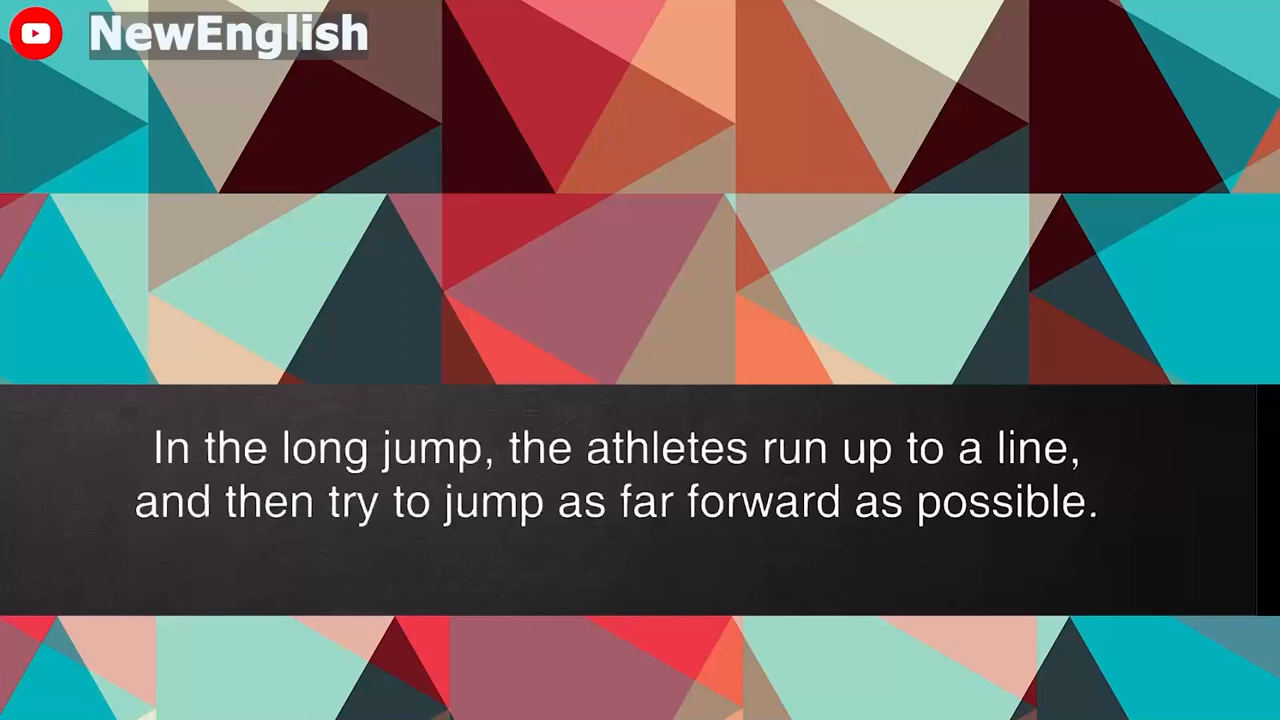 NewEnglish
In the long jump, the athletes run up to a line,
and then try to jump as far forward as possible.